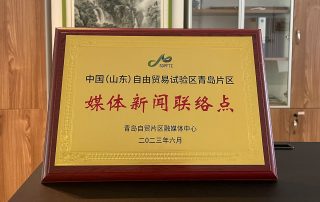 SDPFTZ
中国(山东)自由贸易试验区青岛片区
媒体新闻联络点
青岛自贸片区融媒体中心
二〇二三年六月